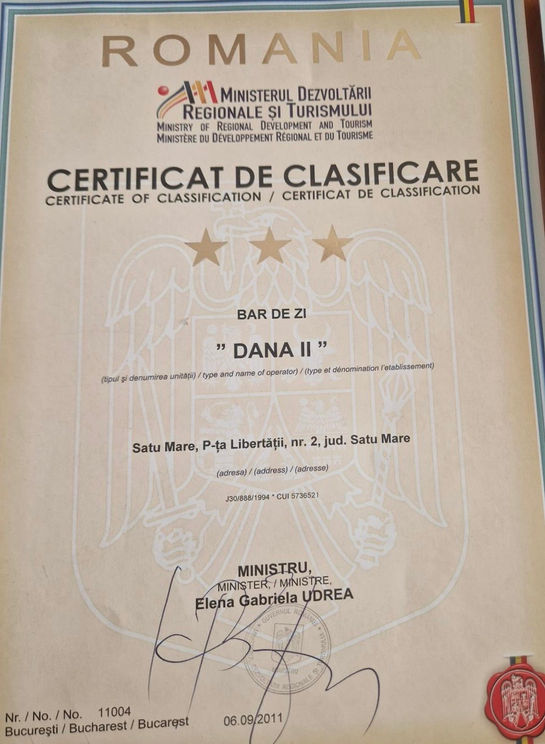 ROMANIA
MINISTERUL DEZVOLTĂRII
REGIONALE ȘI TURISMULUI
MINISTRY OF REGIONAL DEVELOPMENT AND TOURISM
MINISTÈRE DU DÉVELOPPEMENT RÉGIONAL ET DU TOURISME
CERTIFICAT DE CLASIFICARE
CERTIFICATE OF CLASSIFICATION / CERTIFICAT DE CLASSIFICATION
BAR DE ZI
” DANA II ”
(tipul şi denumirea unităţii) / type and name of operator) / (type et dénomination l'etablissement)
Satu Mare, P-ţa Libertăţii, nr. 2, jud. Satu Mare
(adresa) / (address) / (adresse)
J30/888/1994 * CUI 5736521
MINISTRU,
MINISTER, / MINISTRE,
Elena Gabriela UDREA
GUVERNUL ROMÂNIEI
Nr. / No. / No. 11004
Bucureşti / Bucharest / Bucarest 06.09.2011